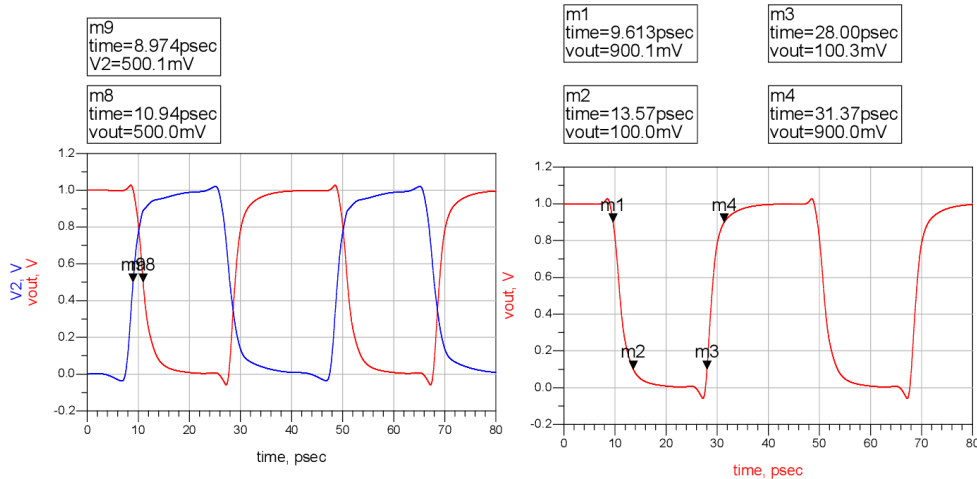 m9
time=8.974psec
V2=500.1mV
m8
time=10.94psec
vout=500.0mV
1.2
1.0
0.8
0.6
0.4
0.2
0.0
-0.2
V2, V
vout, V
m9
m8
0 10 20 30 40 50 60 70 80
time, psec
m1
time=9.613psec
vout=900.1mV
m3
time=28.00psec
vout=100.3mV
m2
time=13.57psec
vout=100.0mV
m4
time=31.37psec
vout=900.0mV
1.2
1.0
0.8
0.6
0.4
0.2
0.0
-0.2
vout, V
m1
m4
m2
m3
0 10 20 30 40 50 60 70 80
time, psec